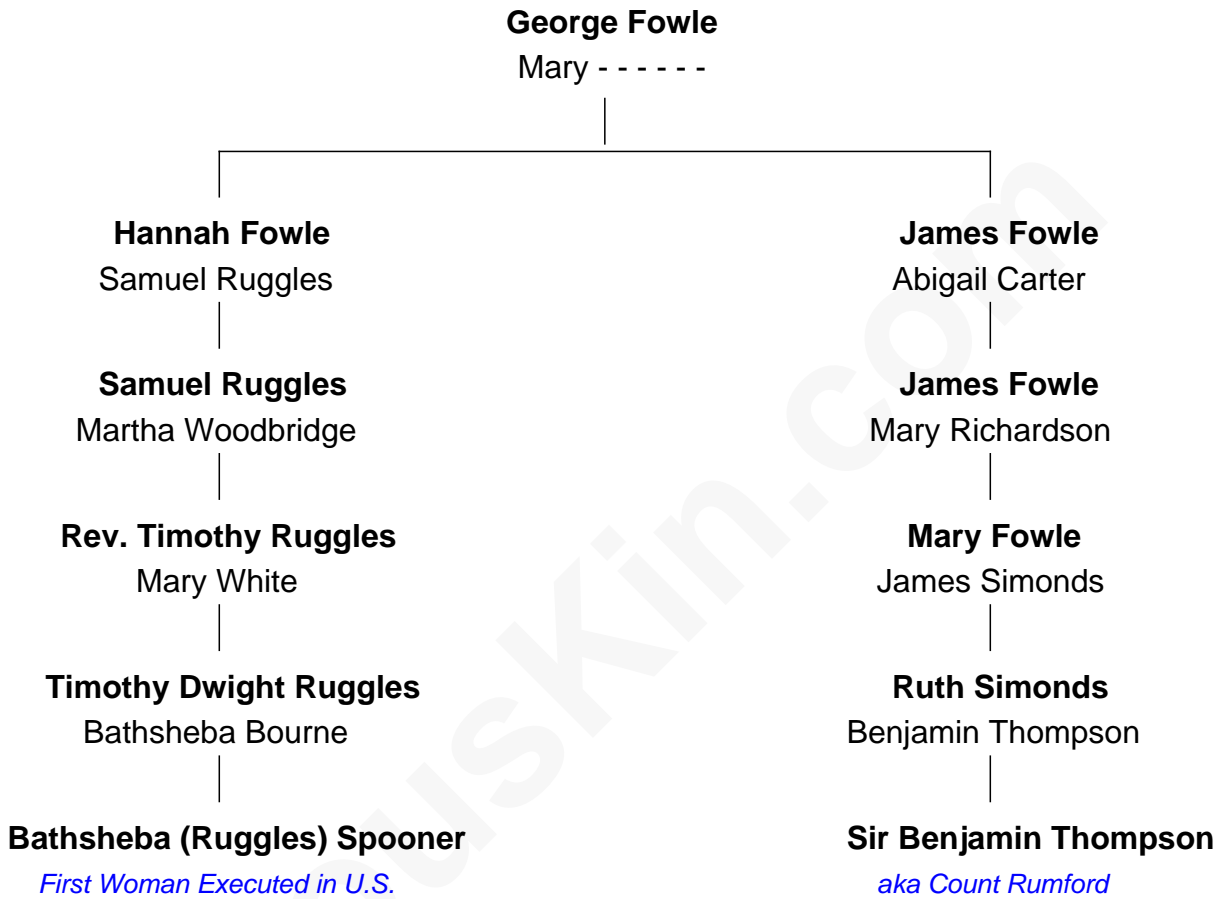 George Fowle
Mary - - - - - -
Hannah Fowle
Samuel Ruggles
James Fowle
Abigail Carter
Samuel Ruggles
Martha Woodbridge
James Fowle
Mary Richardson
Rev. Timothy Ruggles
Mary White
Mary Fowle
James Simonds
Timothy Dwight Ruggles
Bathsheba Bourne
Ruth Simonds
Benjamin Thompson
Bathsheba (Ruggles) Spooner
First Woman Executed in U.S.
Sir Benjamin Thompson
aka Count Rumford
usKin.com